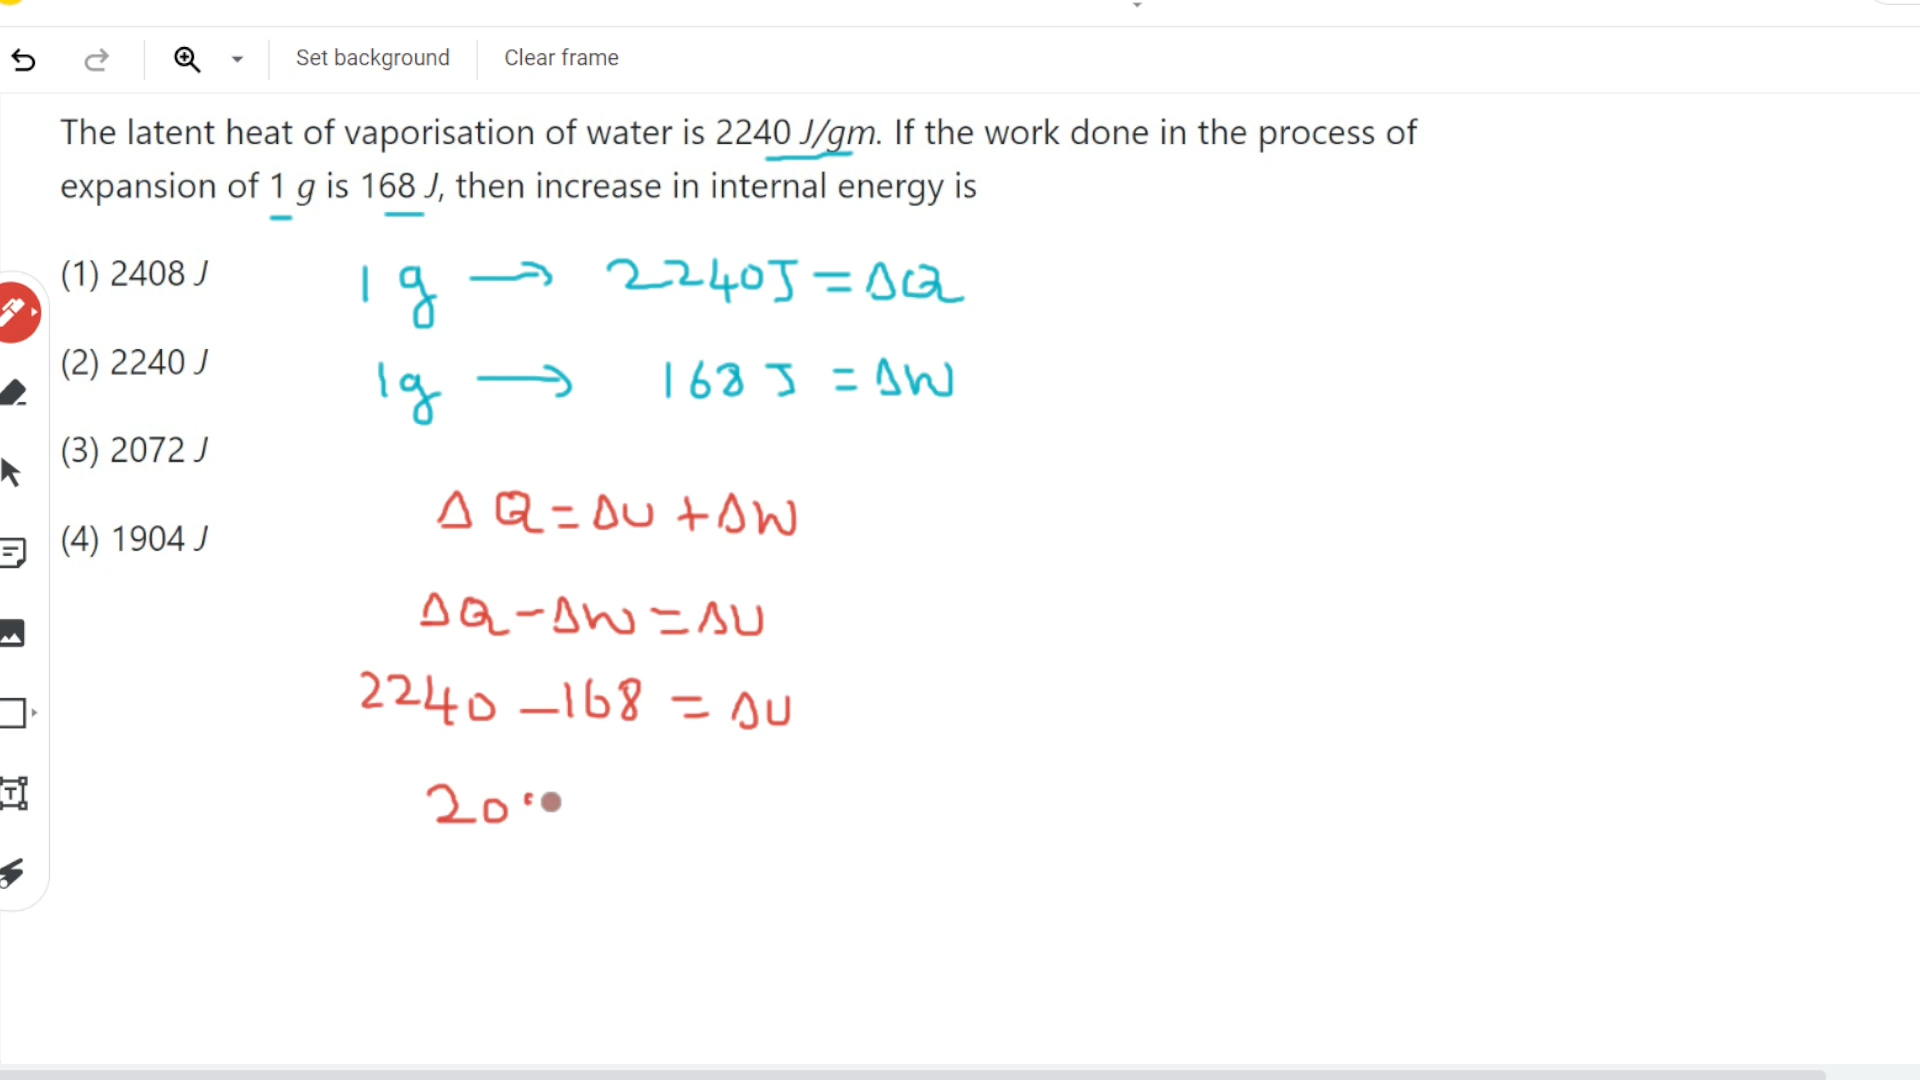 Set background Clear frame
The latent heat of vaporisation of water is 2240 J/gm. If the work done in the process of
expansion of 1 g is 168 J, then increase in internal energy is
(1) 2408 J
1 g → 2240J = ΔQ
(2) 2240 J
1g → 168 J = ΔW
(3) 2072 J
ΔQ = ΔU + ΔW
(4) 1904 J
ΔQ - ΔW = ΔU
2240 - 168 = ΔU
20